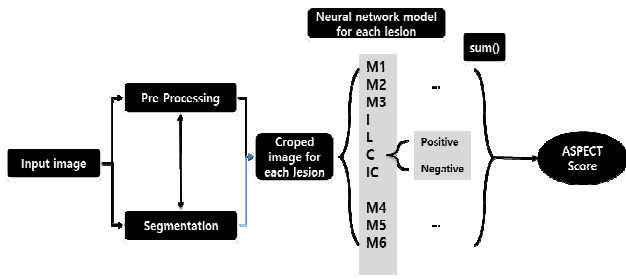 Neural network model
for each lesion
sum()
Input image
Pre Processing
Segmentation
Croped
image for
each lesion
M1
M2
M3
I
L
C
IC
M4
M5
M6
...
Positive
Negative
...
ASPECT
Score